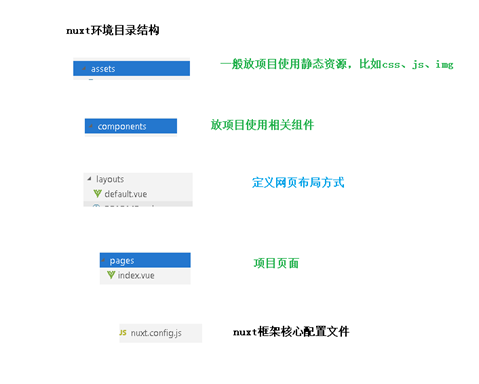 nuxt环境目录结构
assets
一般放项目使用静态资源，比如css、js、img
components
放项目使用相关组件
layouts
default.vue
定义网页布局方式
pages
index.vue
项目页面
JS nuxt.config.js
nuxt框架核心配置文件